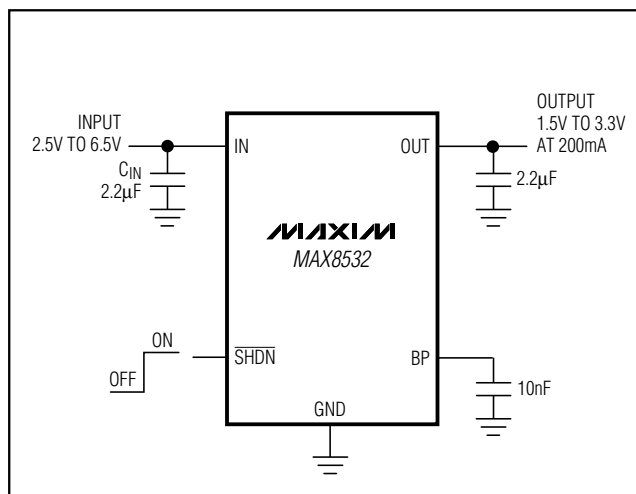 INPUT
2.5V TO 6.5V
C_IN
2.2μF
IN
OUT
OUTPUT
1.5V TO 3.3V
AT 200mA
2.2μF
MAXIM
MAX8532
ON
OFF
SHDN
BP
10nF
GND